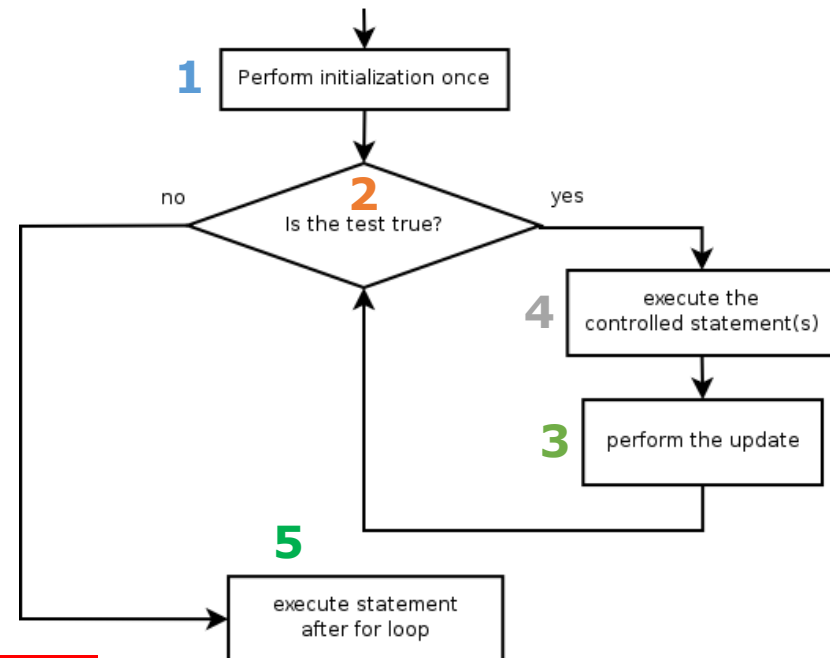 1
Perform initialization once
2
no
yes
Is the test true?
4
execute the
controlled statement(s)
3
perform the update
5
execute statement
after for loop